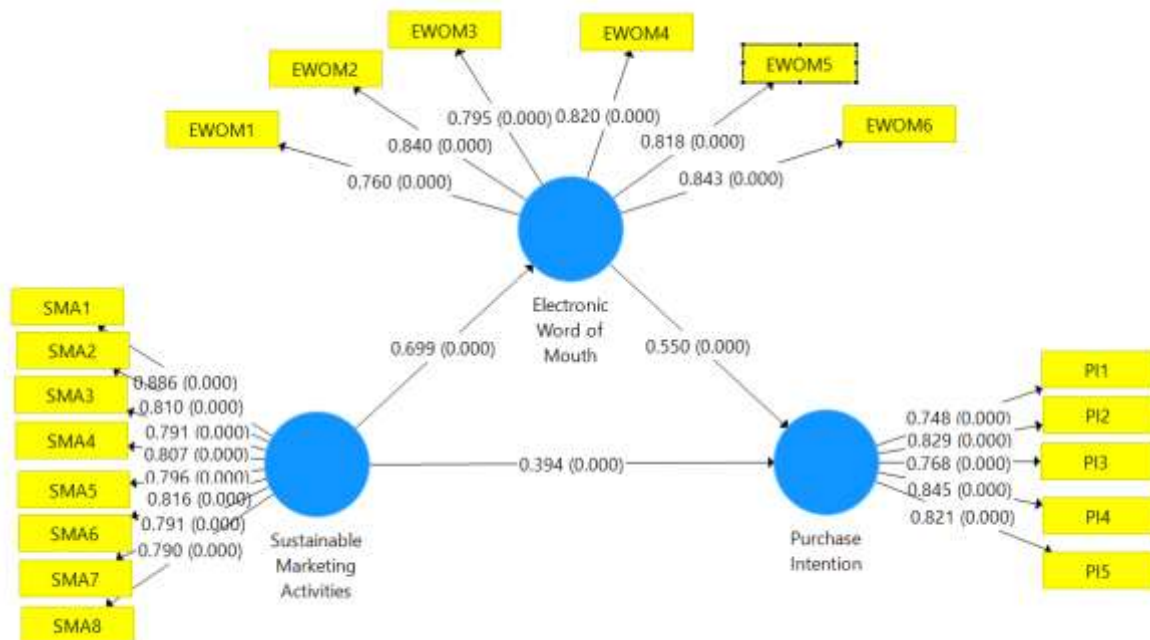 EWOM3
EWOM4
EWOM2
EWOM5
EWOM1
EWOM6
0.795 (0.000)
0.820 (0.000)
0.840 (0.000)
0.818 (0.000)
0.760 (0.000)
0.843 (0.000)
Electronic
Word of
Mouth
0.699 (0.000)
0.550 (0.000)
SMA1
SMA2
SMA3
SMA4
SMA5
SMA6
SMA7
SMA8
0.886 (0.000)
0.810 (0.000)
0.791 (0.000)
0.807 (0.000)
0.796 (0.000)
0.816 (0.000)
0.791 (0.000)
0.790 (0.000)
Sustainable
Marketing
Activities
0.394 (0.000)
Purchase
Intention
0.748 (0.000)
0.829 (0.000)
0.768 (0.000)
0.845 (0.000)
0.821 (0.000)
PI1
PI2
PI3
PI4
PI5